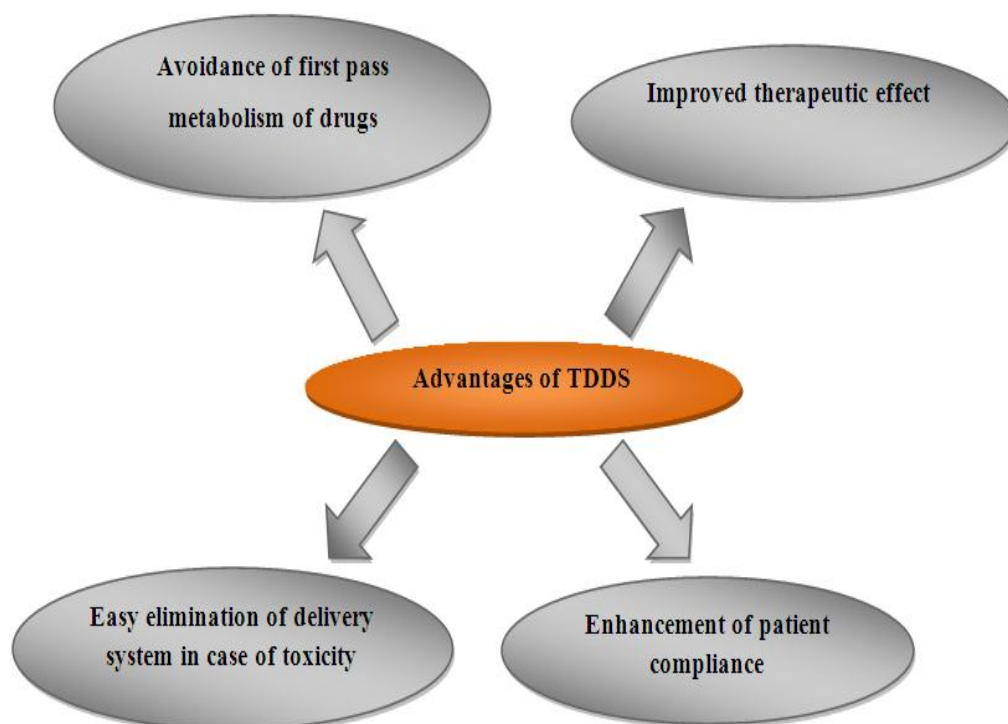 Avoidance of first pass
metabolism of drugs
Improved therapeutic effect
Advantages of TDDS
Easy elimination of delivery
system in case of toxicity
Enhancement of patient
compliance